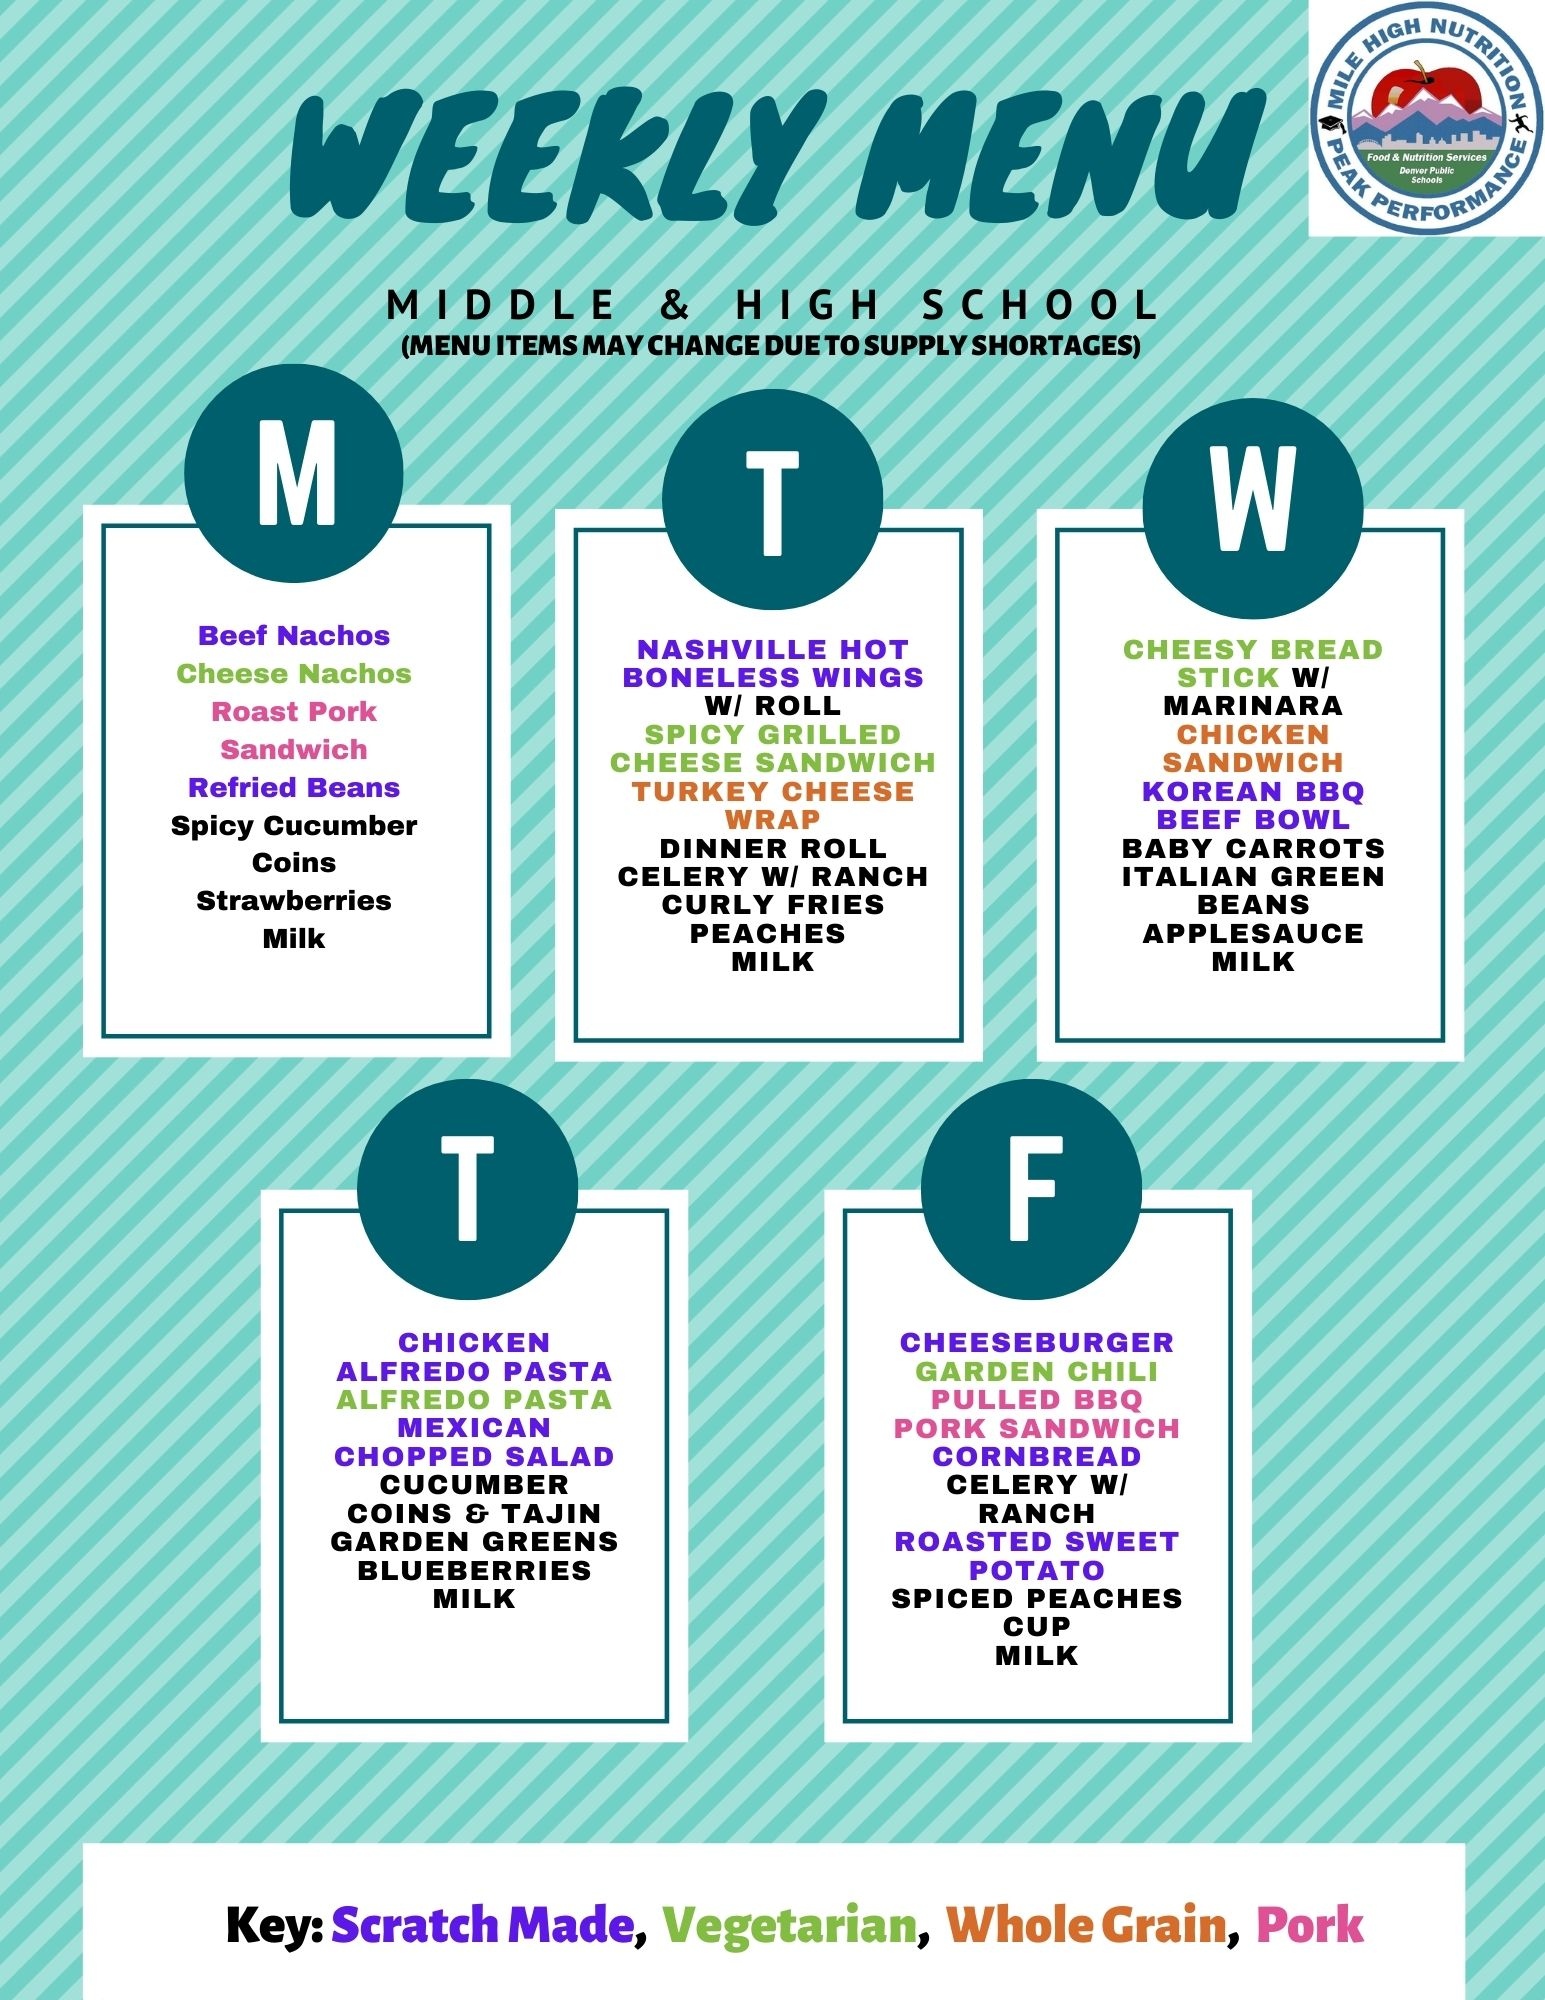 WEEKLY MENU
MILE HIGH NUTRITION
Food & Nutrition Services
Denver Public
Schools
PEAK PERFORMANCE
MIDDLE & HIGH SCHOOL
(MENU ITEMS MAY CHANGE DUE TO SUPPLY SHORTAGES)
M
Beef Nachos
Cheese Nachos
Roast Pork
Sandwich
Refried Beans
Spicy Cucumber
Coins
Strawberries
Milk
T
NASHVILLE HOT
BONELESS WINGS
W/ ROLL
SPICY GRILLED
CHEESE SANDWICH
TURKEY CHEESE
WRAP
DINNER ROLL
CELERY W/ RANCH
CURLY FRIES
PEACHES
MILK
W
CHEESY BREAD
STICK W/
MARINARA
CHICKEN
SANDWICH
KOREAN BBQ
BEEF BOWL
BABY CARROTS
ITALIAN GREEN
BEANS
APPLESAUCE
MILK
T
CHICKEN
ALFREDO PASTA
ALFREDO PASTA
MEXICAN
CHOPPED SALAD
CUCUMBER
COINS & TAJIN
GARDEN GREENS
BLUEBERRIES
MILK
F
CHEESEBURGER
GARDEN CHILI
PULLED BBQ
PORK SANDWICH
CORNBREAD
CELERY W/
RANCH
ROASTED SWEET
POTATO
SPICED PEACHES
CUP
MILK
Key: Scratch Made, Vegetarian, Whole Grain, Pork